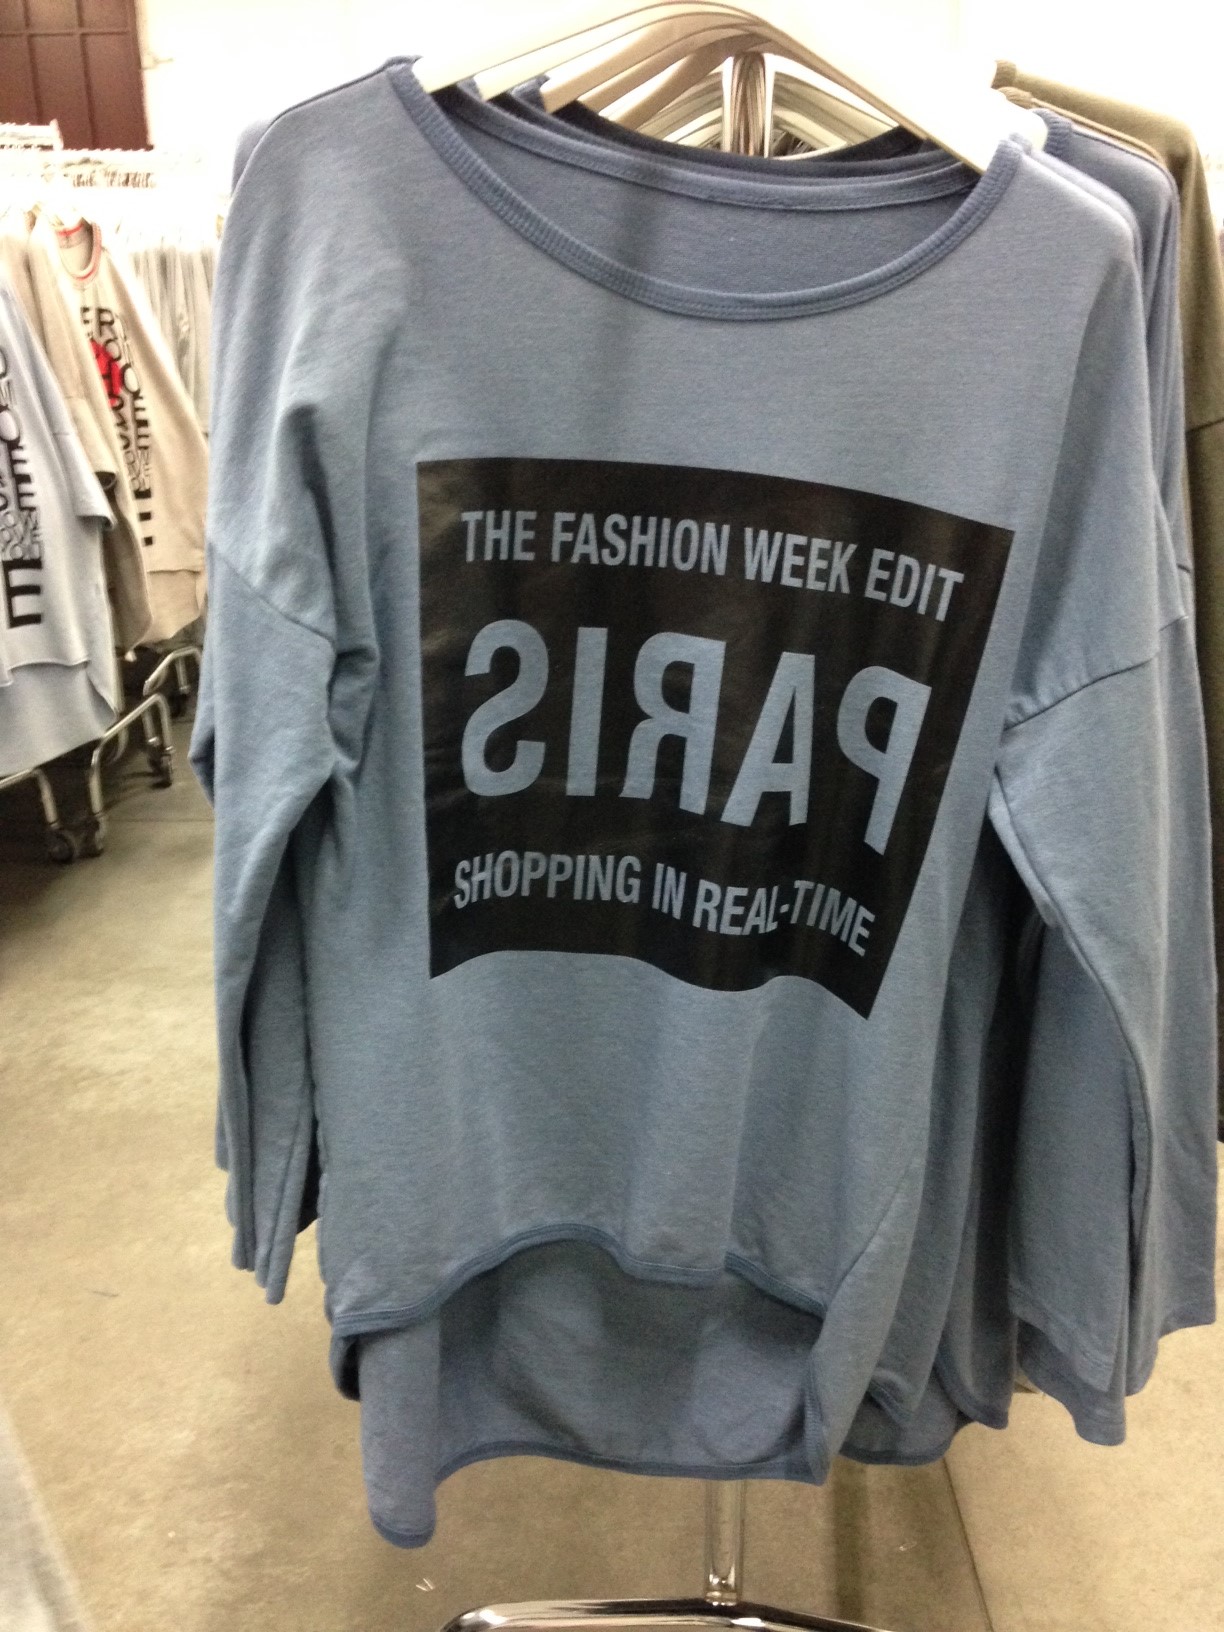 THE FASHION WEEK EDIT
PARIS
SHOPPING IN REAL-TIME